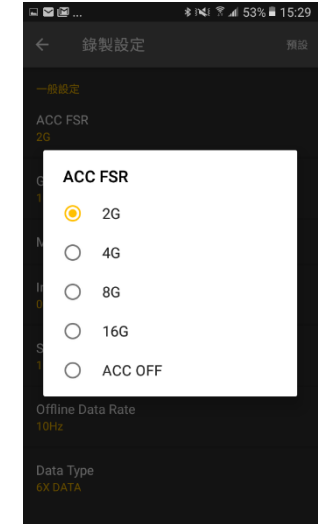 ... 53% 15:29
錄製設定 預設
一般設定
ACC FSR
2G
ACC FSR
2G
4G
8G
16G
ACC OFF
Offline Data Rate
10Hz
Data Type
6X DATA